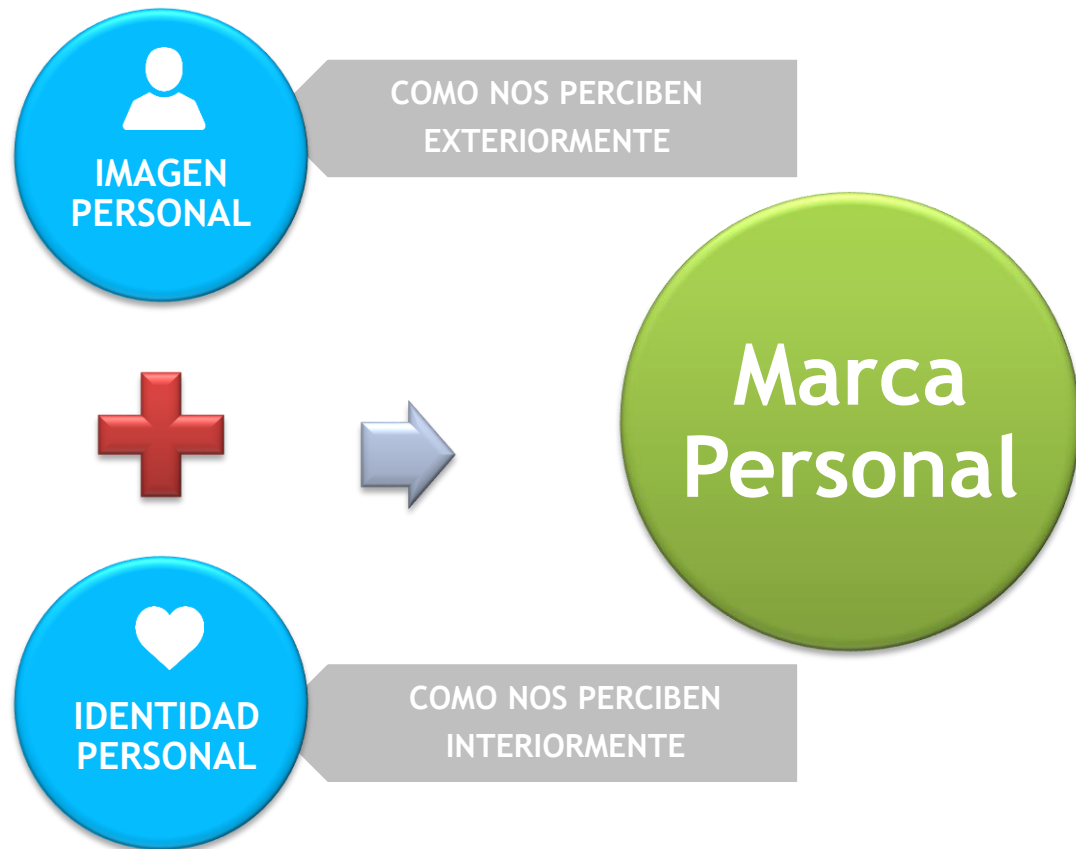 COMO NOS PERCIBEN
EXTERIORMENTE
IMAGEN
PERSONAL
Marca
Personal
COMO NOS PERCIBEN
INTERIORMENTE
IDENTIDAD
PERSONAL